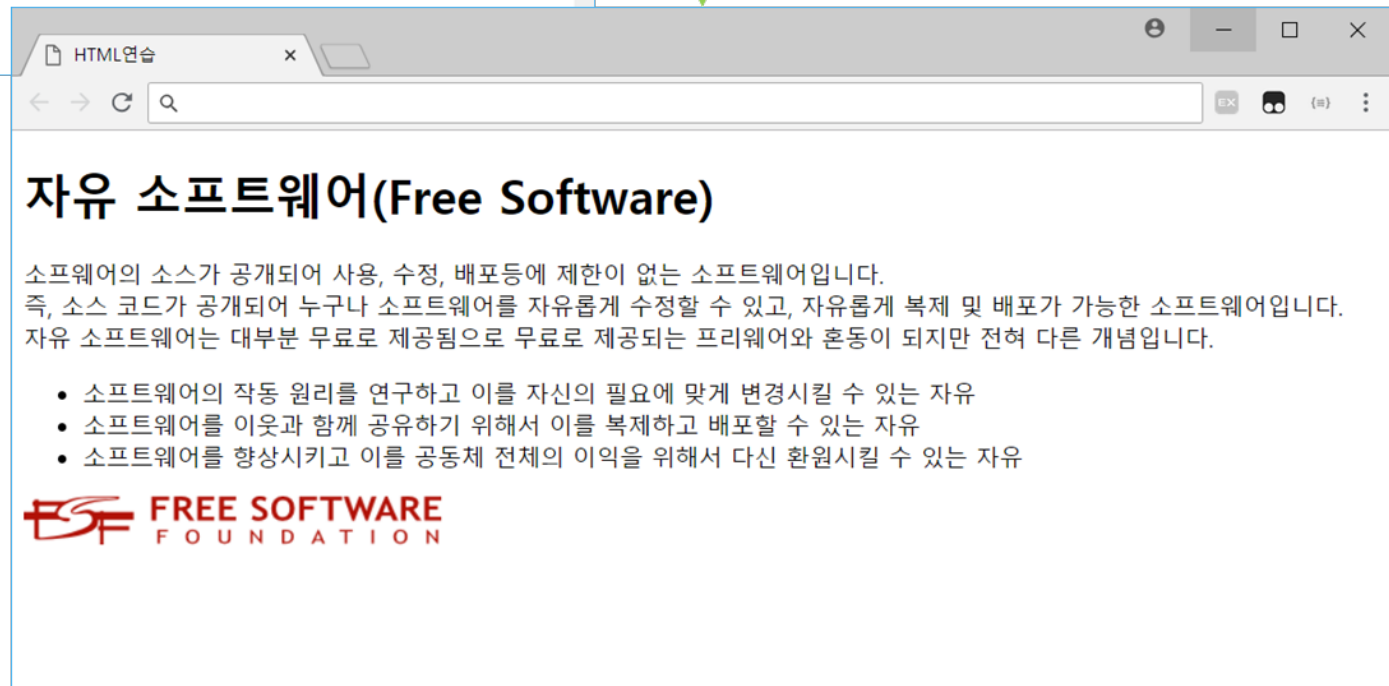 HTML연습
EX
자유 소프트웨어(Free Software)
소프웨어의 소스가 공개되어 사용, 수정, 배포등에 제한이 없는 소프트웨어입니다.
즉, 소스 코드가 공개되어 누구나 소프트웨어를 자유롭게 수정할 수 있고, 자유롭게 복제 및 배포가 가능한 소프트웨어입니다.
자유 소프트웨어는 대부분 무료로 제공됨으로 무료로 제공되는 프리웨어와 혼동이 되지만 전혀 다른 개념입니다.
• 소프트웨어의 작동 원리를 연구하고 이를 자신의 필요에 맞게 변경시킬 수 있는 자유
• 소프트웨어를 이웃과 함께 공유하기 위해서 이를 복제하고 배포할 수 있는 자유
• 소프트웨어를 향상시키고 이를 공동체 전체의 이익을 위해서 다신 환원시킬 수 있는 자유
FSF FREE SOFTWARE
FOUNDATION